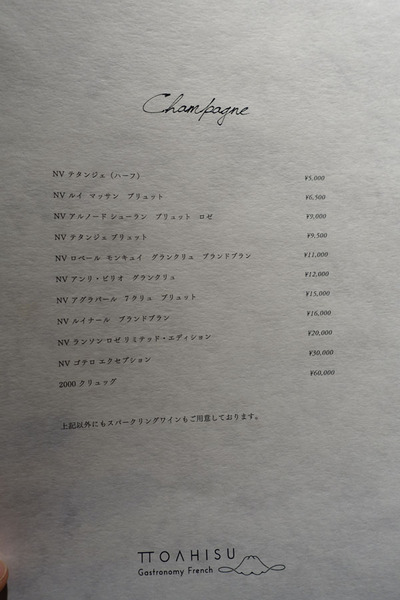 Champagne
NV テタンジェ（ハーフ） ¥5,000
NV ルイ マッサン ブリュット ¥6,500
NV アルノード シューラン ブリュット ロゼ ¥9,000
NV テタンジェ ブリュット ¥9,500
NV ロベール モンキュイ グランクリュ ブランドブラン ¥11,000
NV アンリ・ビリオ グランクリュ ¥12,000
NV アグラパール 7クリュ ブリュット ¥15,000
NV ルイナール ブランドブラン ¥16,000
NV ランソン ロゼ リミテッド・エディション ¥20,000
NV ゴテロ エクセプション ¥30,000
2000 クリュッグ ¥60,000
上記以外にもスパークリングワインもご用意しております。
TTOAHISU
Gastronomy French